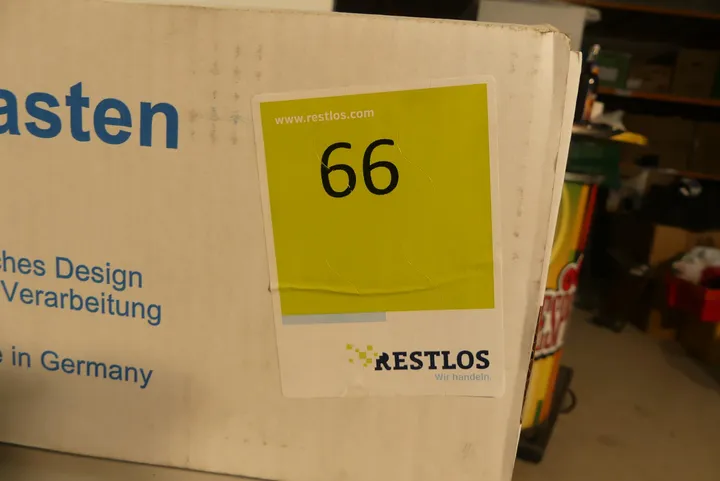 asten
ches Design
Verarbeitung
e in Germany
www.restlos.com
66
RESTLOS
Wir handeln.